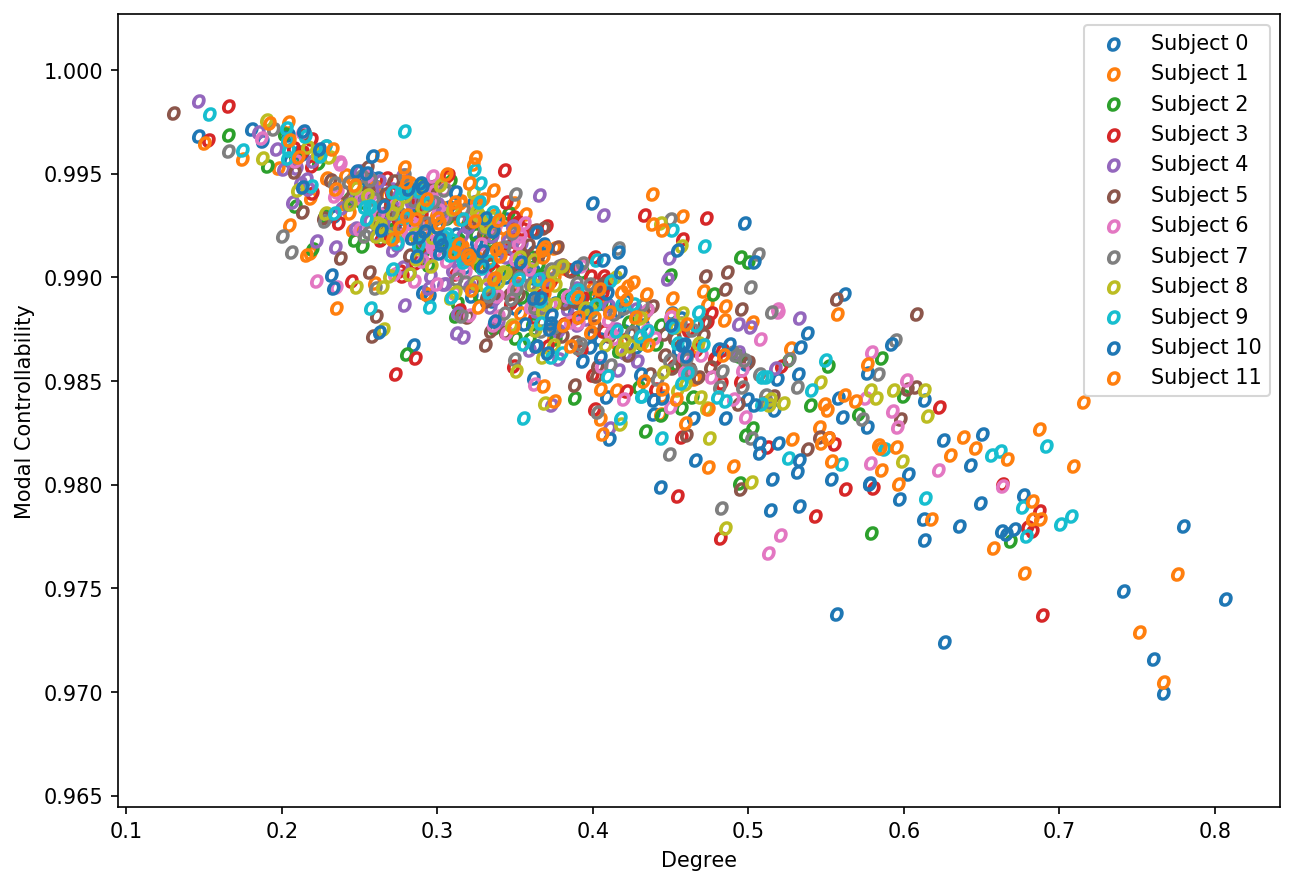 1.000
0.995
0.990
0.985
0.980
0.975
0.970
0.965
Modal Controllability
0.1 0.2 0.3 0.4 0.5 0.6 0.7 0.8
Degree
Subject 0
Subject 1
Subject 2
Subject 3
Subject 4
Subject 5
Subject 6
Subject 7
Subject 8
Subject 9
Subject 10
Subject 11